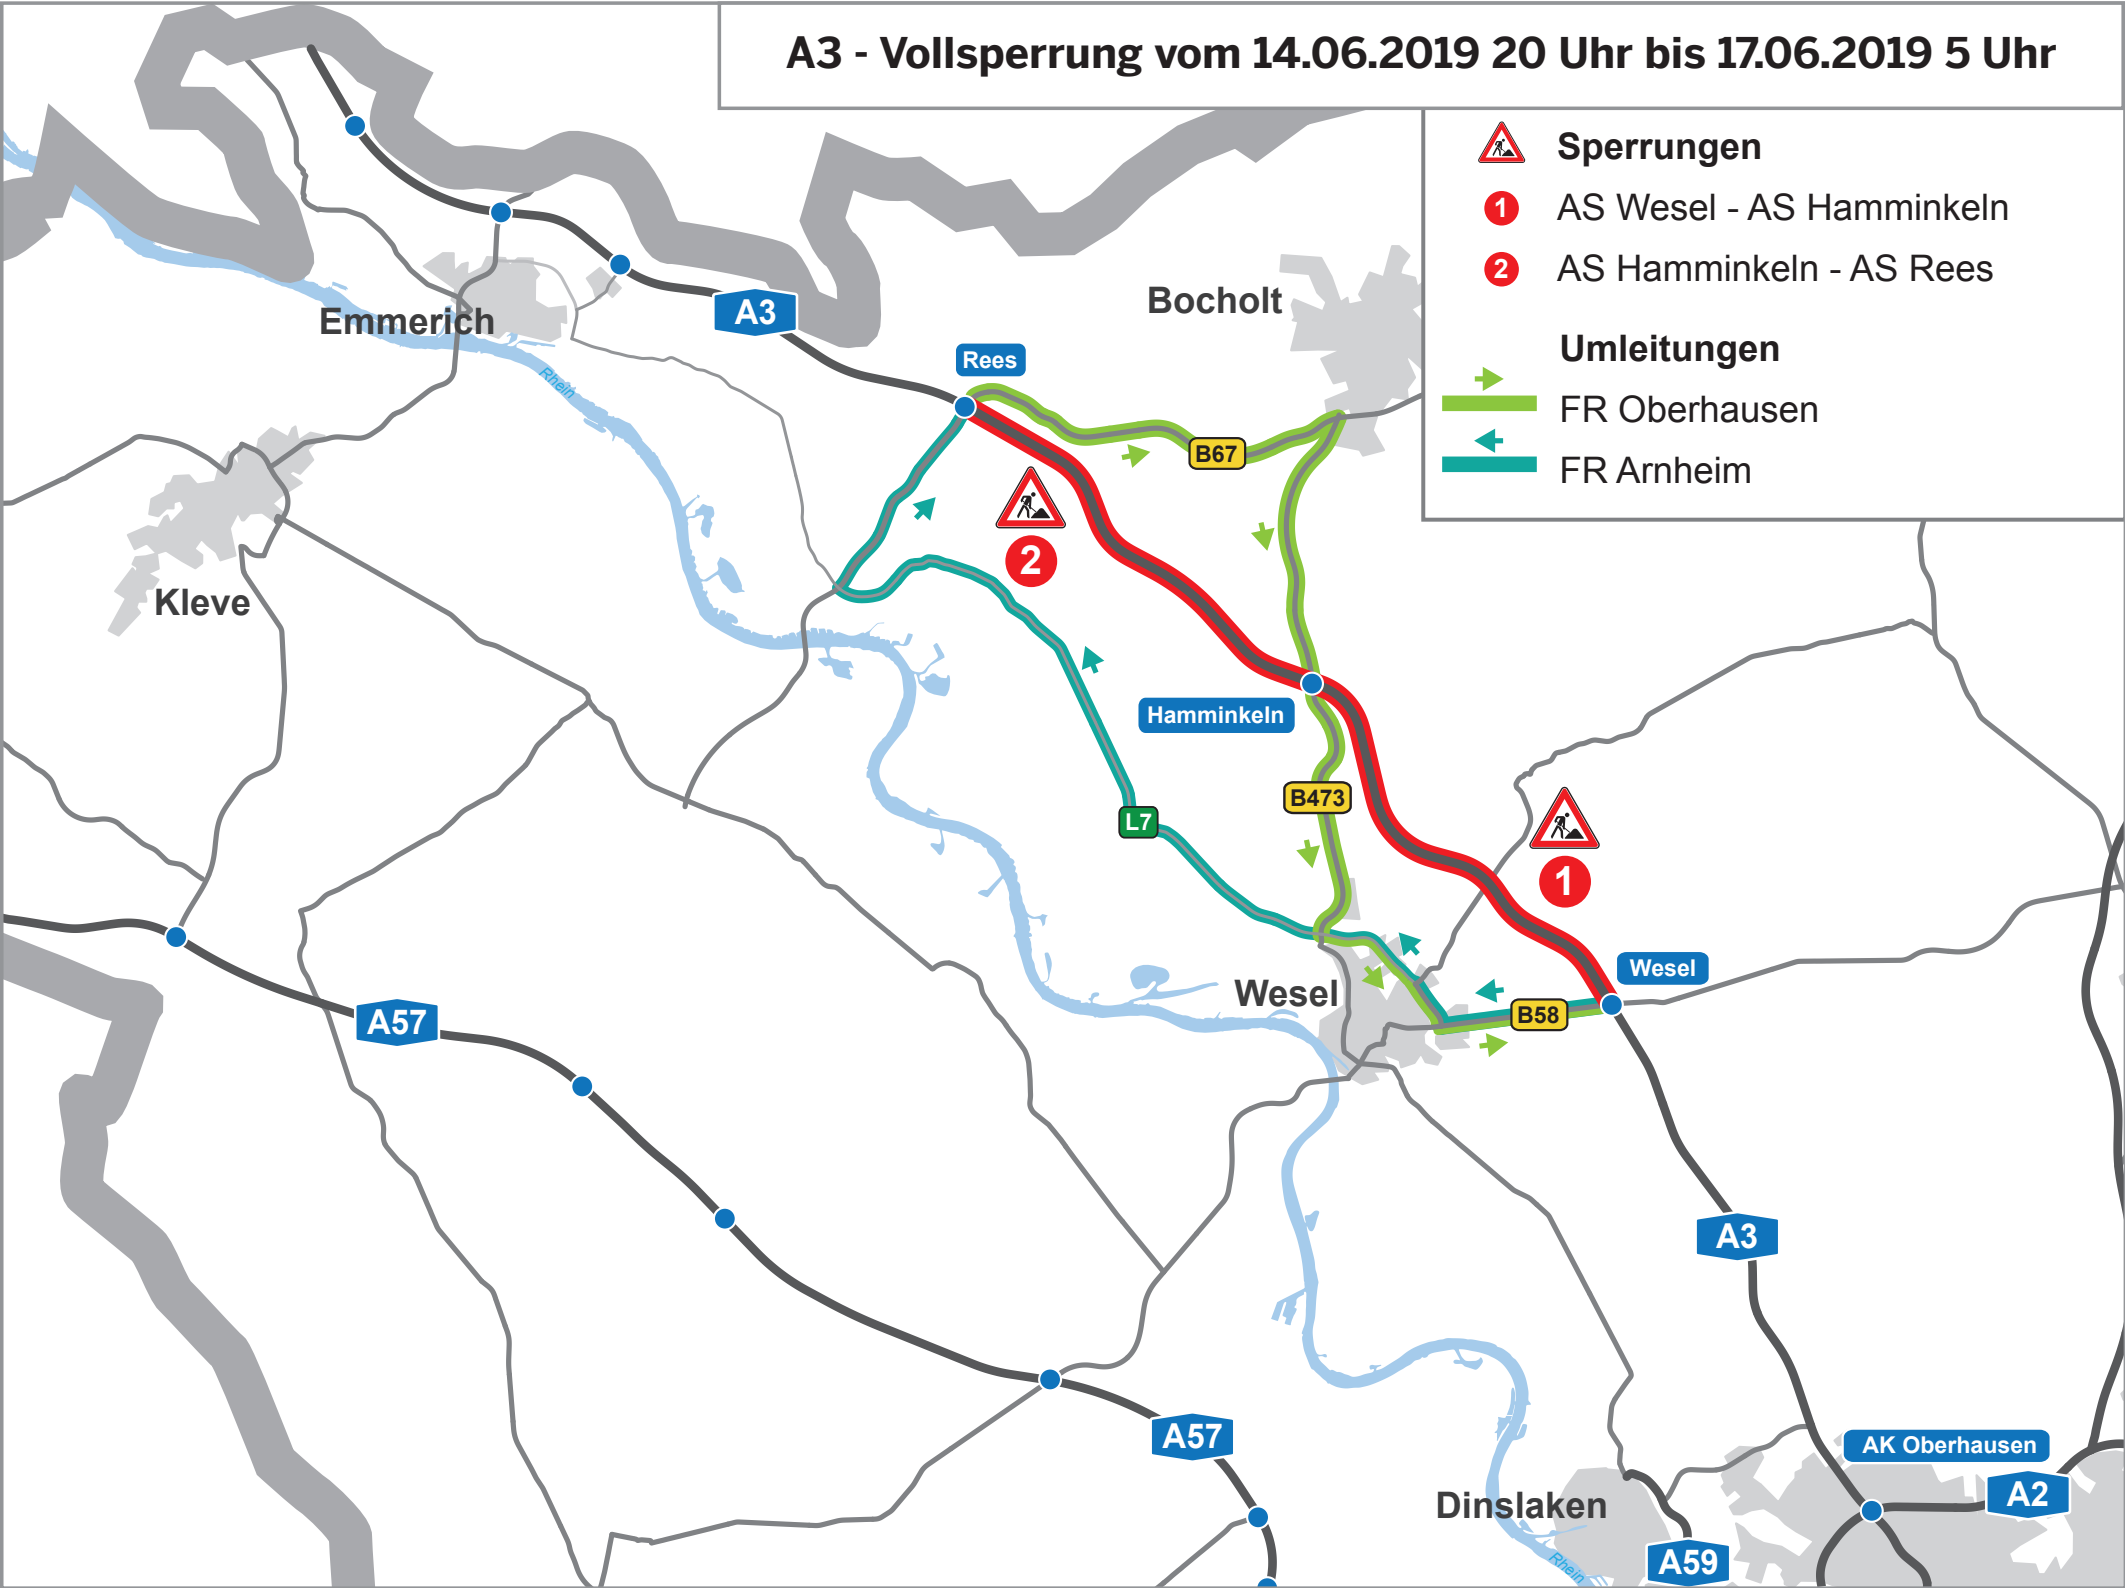 A3 - Vollsperrung vom 14.06.2019 20 Uhr bis 17.06.2019 5 Uhr
Sperrungen
1 AS Wesel - AS Hamminkeln
2 AS Hamminkeln - AS Rees
Umleitungen
FR Oberhausen
FR Arnheim
Bocholt
A3
Emmerich
Rees
Rhein
B67
2
Kleve
Hamminkeln
B473
L7
1
Wesel
Wesel
B58
A57
A3
A57
AK Oberhausen
A2
Dinslaken
A59
Rhein